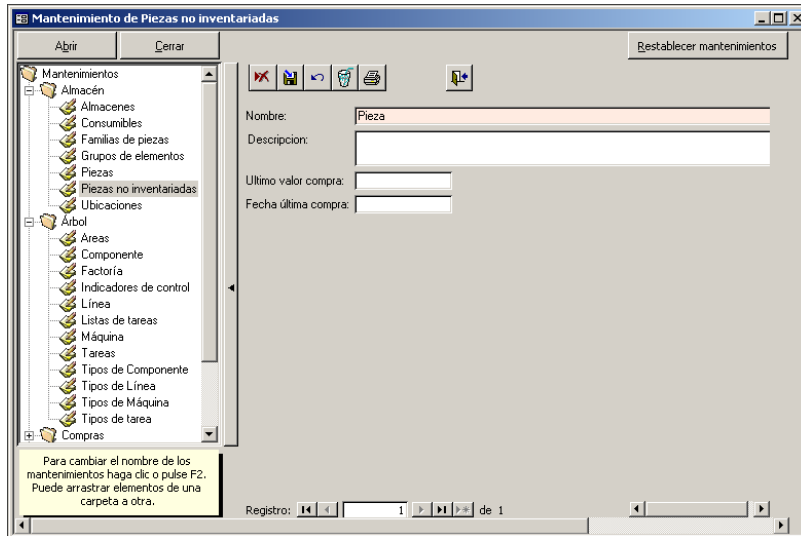 Mantenimiento de Piezas no inventariadas
Abrir
Cerrar
Restablecer mantenimientos
Mantenimientos
Almacén
Almacenes
Consumibles
Familias de piezas
Grupos de elementos
Piezas
Piezas no inventariadas
Ubicaciones
Árbol
Areas
Componente
Factoría
Indicadores de control
Línea
Listas de tareas
Máquina
Tareas
Tipos de Componente
Tipos de Línea
Tipos de Máquina
Tipos de tarea
Compras
Para cambiar el nombre de los
mantenimientos haga clic o pulse F2.
Puede arrastrar elementos de una
carpeta a otra.
Nombre: Pieza
Descripcion:
Ultimo valor compra:
Fecha última compra:
Registro: 1 de 1